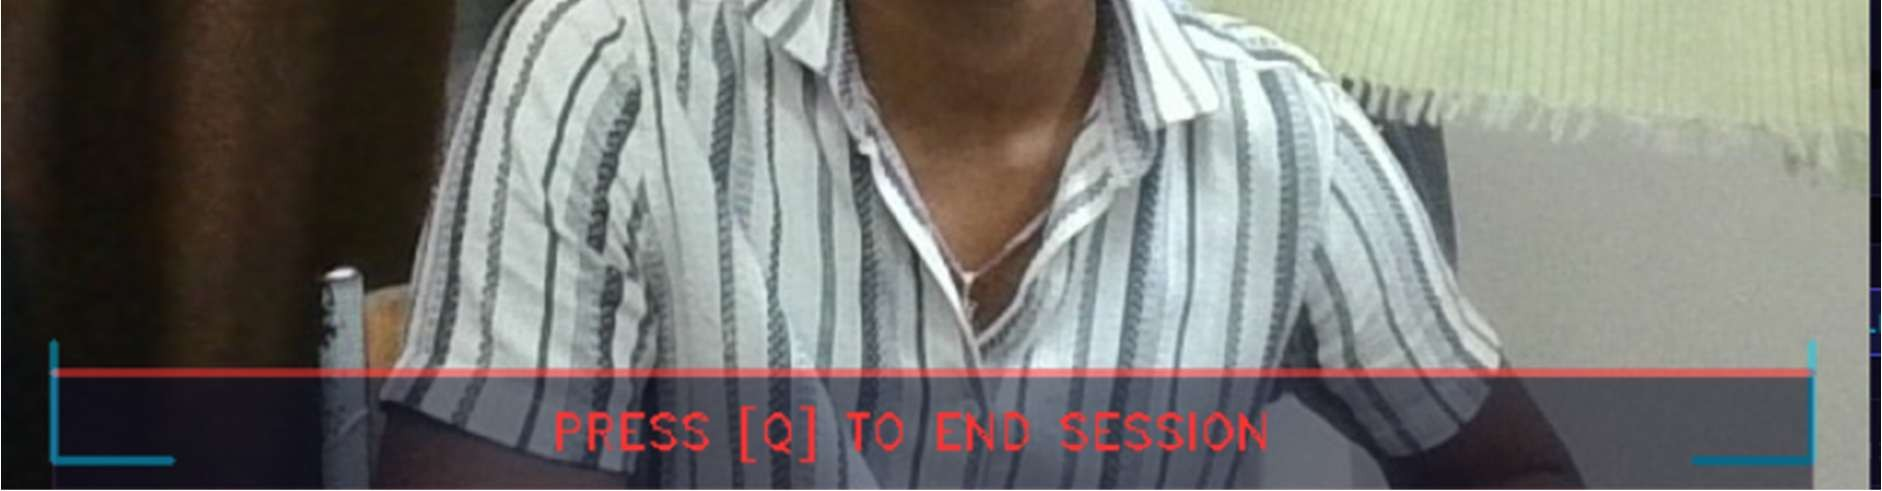 PRESS [Q] TO END SESSION